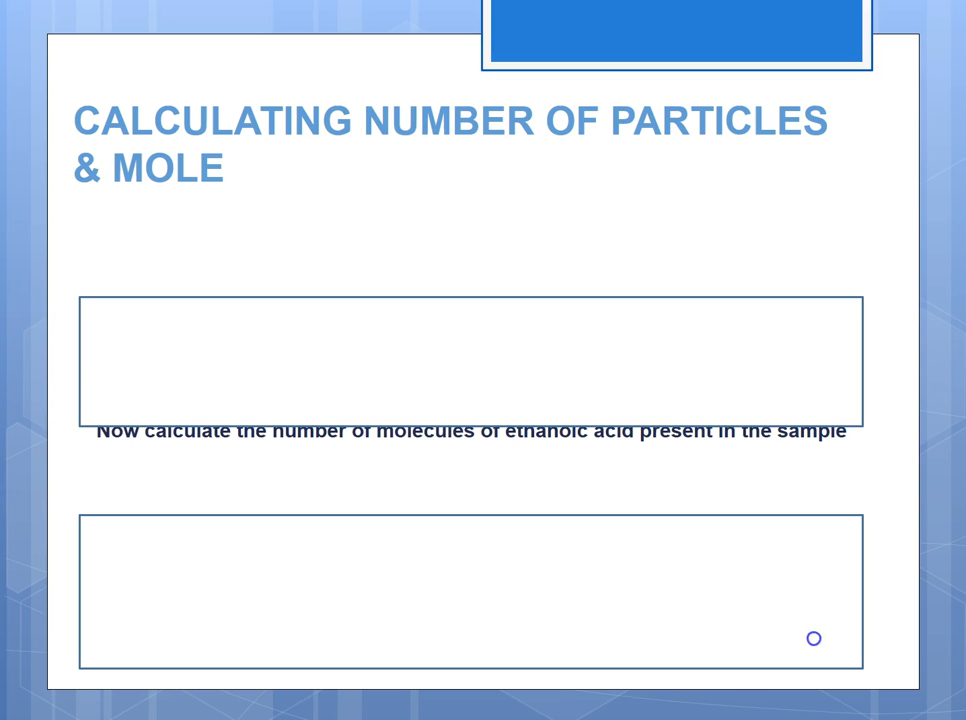 CALCULATING NUMBER OF PARTICLES
& MOLE
Now calculate the number of molecules of ethanoic acid present in the sample